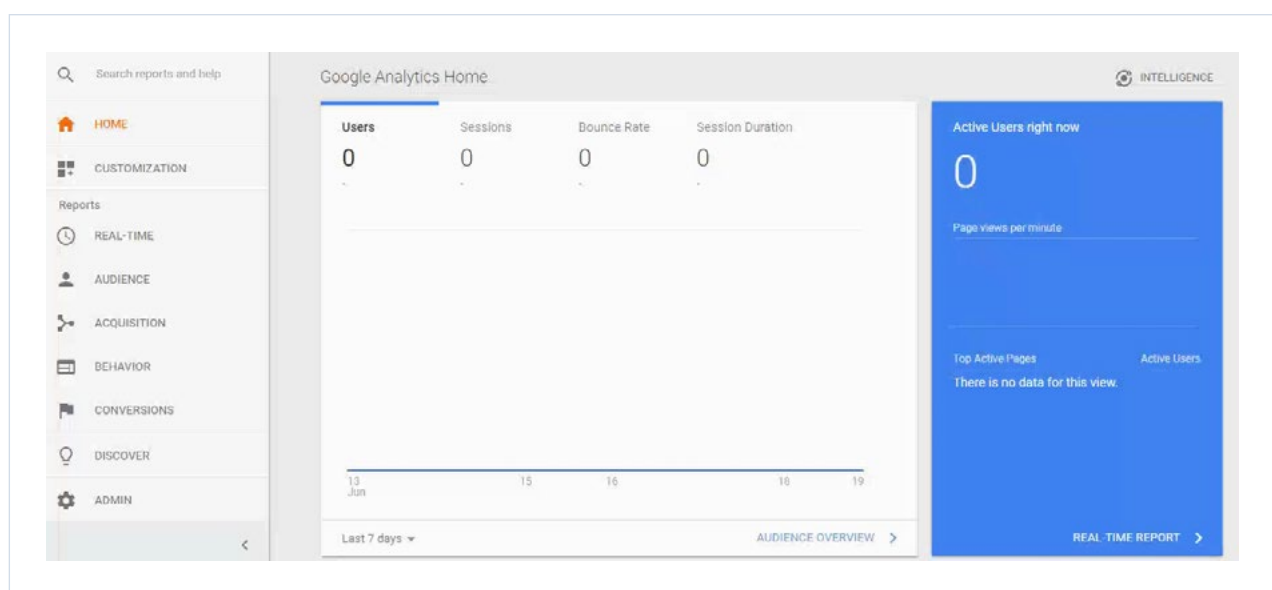 Search reports and help
HOME
CUSTOMIZATION
Reports
REAL-TIME
AUDIENCE
ACQUISITION
BEHAVIOR
CONVERSIONS
DISCOVER
ADMIN
Google Analytics Home
INTELLIGENCE
Users Sessions Bounce Rate Session Duration
0 0 0 0
- - - -
13 15 16 18 19
Jun
Last 7 days
AUDIENCE OVERVIEW
Active Users right now
0
Page views per minute
Top Active Pages Active Users
There is no data for this view.
REAL-TIME REPORT